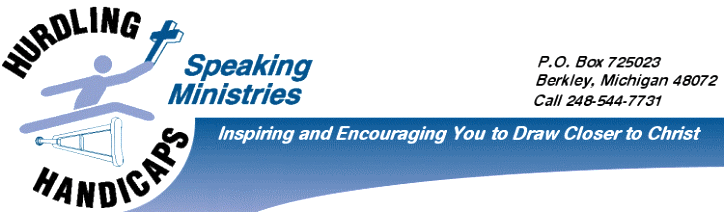 HURDLING
HANDICAPS
Speaking
Ministries
P.O. Box 725023
Berkley, Michigan 48072
Call 248-544-7731
Inspiring and Encouraging You to Draw Closer to Christ